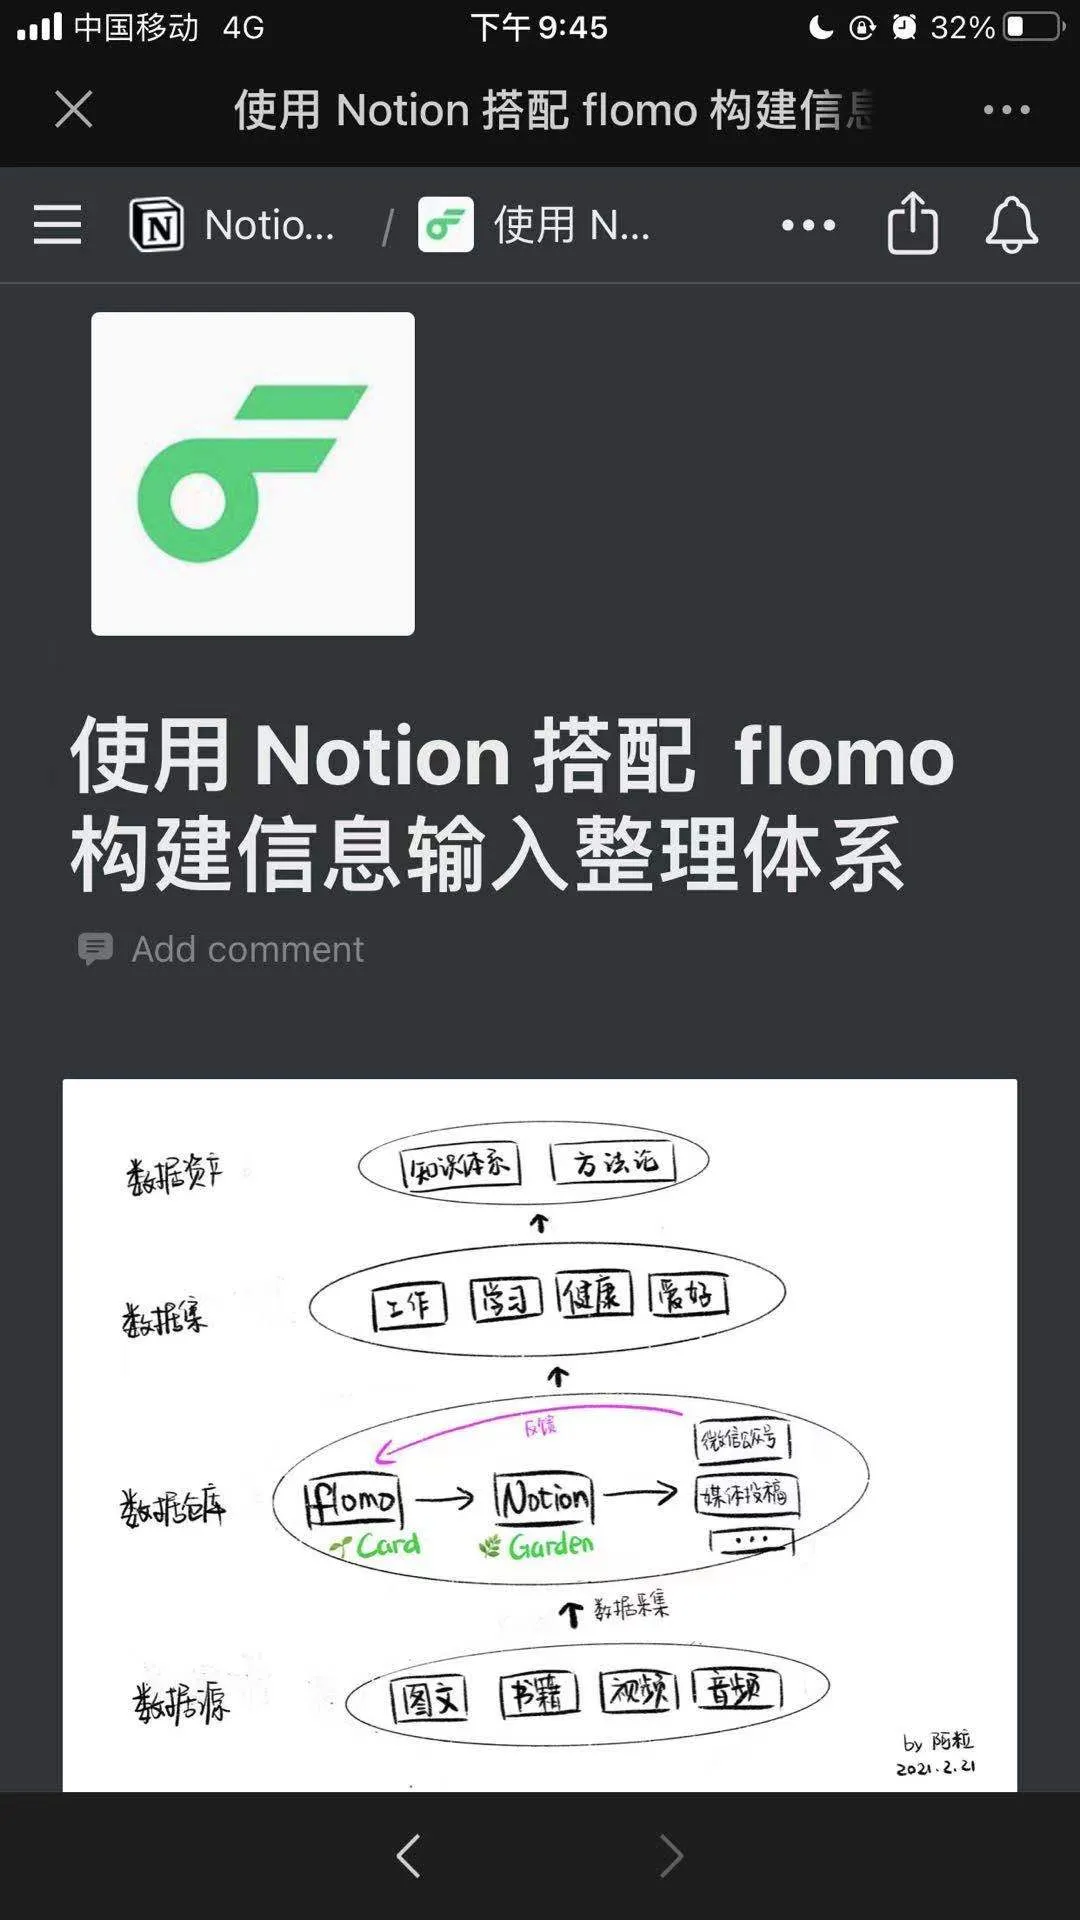 中国移动 4G 下午 9:45 32%
使用 Notion 搭配 flomo 构建信息
Notio... / 使用 N...
使用 Notion 搭配 flomo
构建信息输入整理体系
Add comment
数据资产 知识体系 方法论
数据集 工作 学习 健康 爱好
反馈
微信公众号
数据仓库 flomo Notion 媒体投稿
Card Garden ...
数据采集
数据源 图文 书籍 视频 音频
by 阿粒
2021.2.21